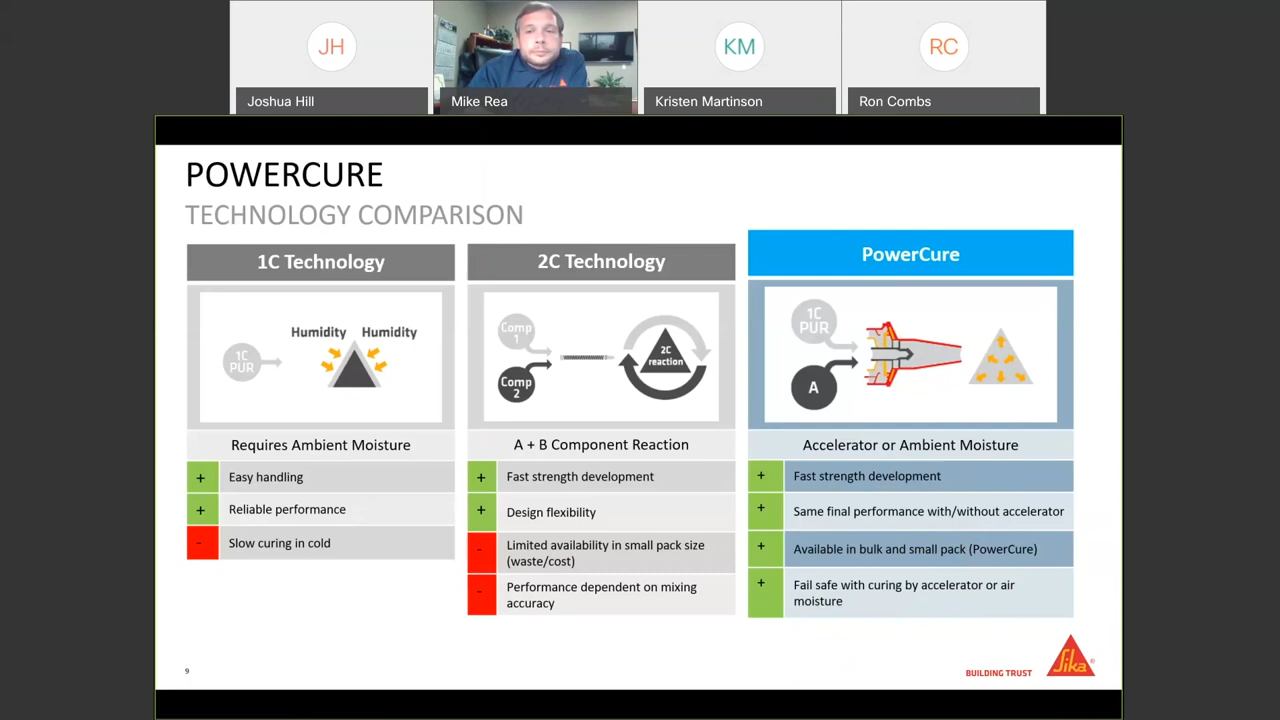 JH
KM
RC
Joshua Hill
Mike Rea
Kristen Martinson
Ron Combs
POWERCURE
TECHNOLOGY COMPARISON
1C Technology
Humidity Humidity
1C
PUR
Requires Ambient Moisture
+ Easy handling
+ Reliable performance
- Slow curing in cold
2C Technology
Comp
1
Comp
2
2C
reaction
A + B Component Reaction
+ Fast strength development
+ Design flexibility
- Limited availability in small pack size
(waste/cost)
- Performance dependent on mixing
accuracy
PowerCure
1C
PUR
A
Accelerator or Ambient Moisture
+ Fast strength development
+ Same final performance with/without accelerator
+ Available in bulk and small pack (PowerCure)
+ Fail safe with curing by accelerator or air
moisture
9
BUILDING TRUST
Sika®